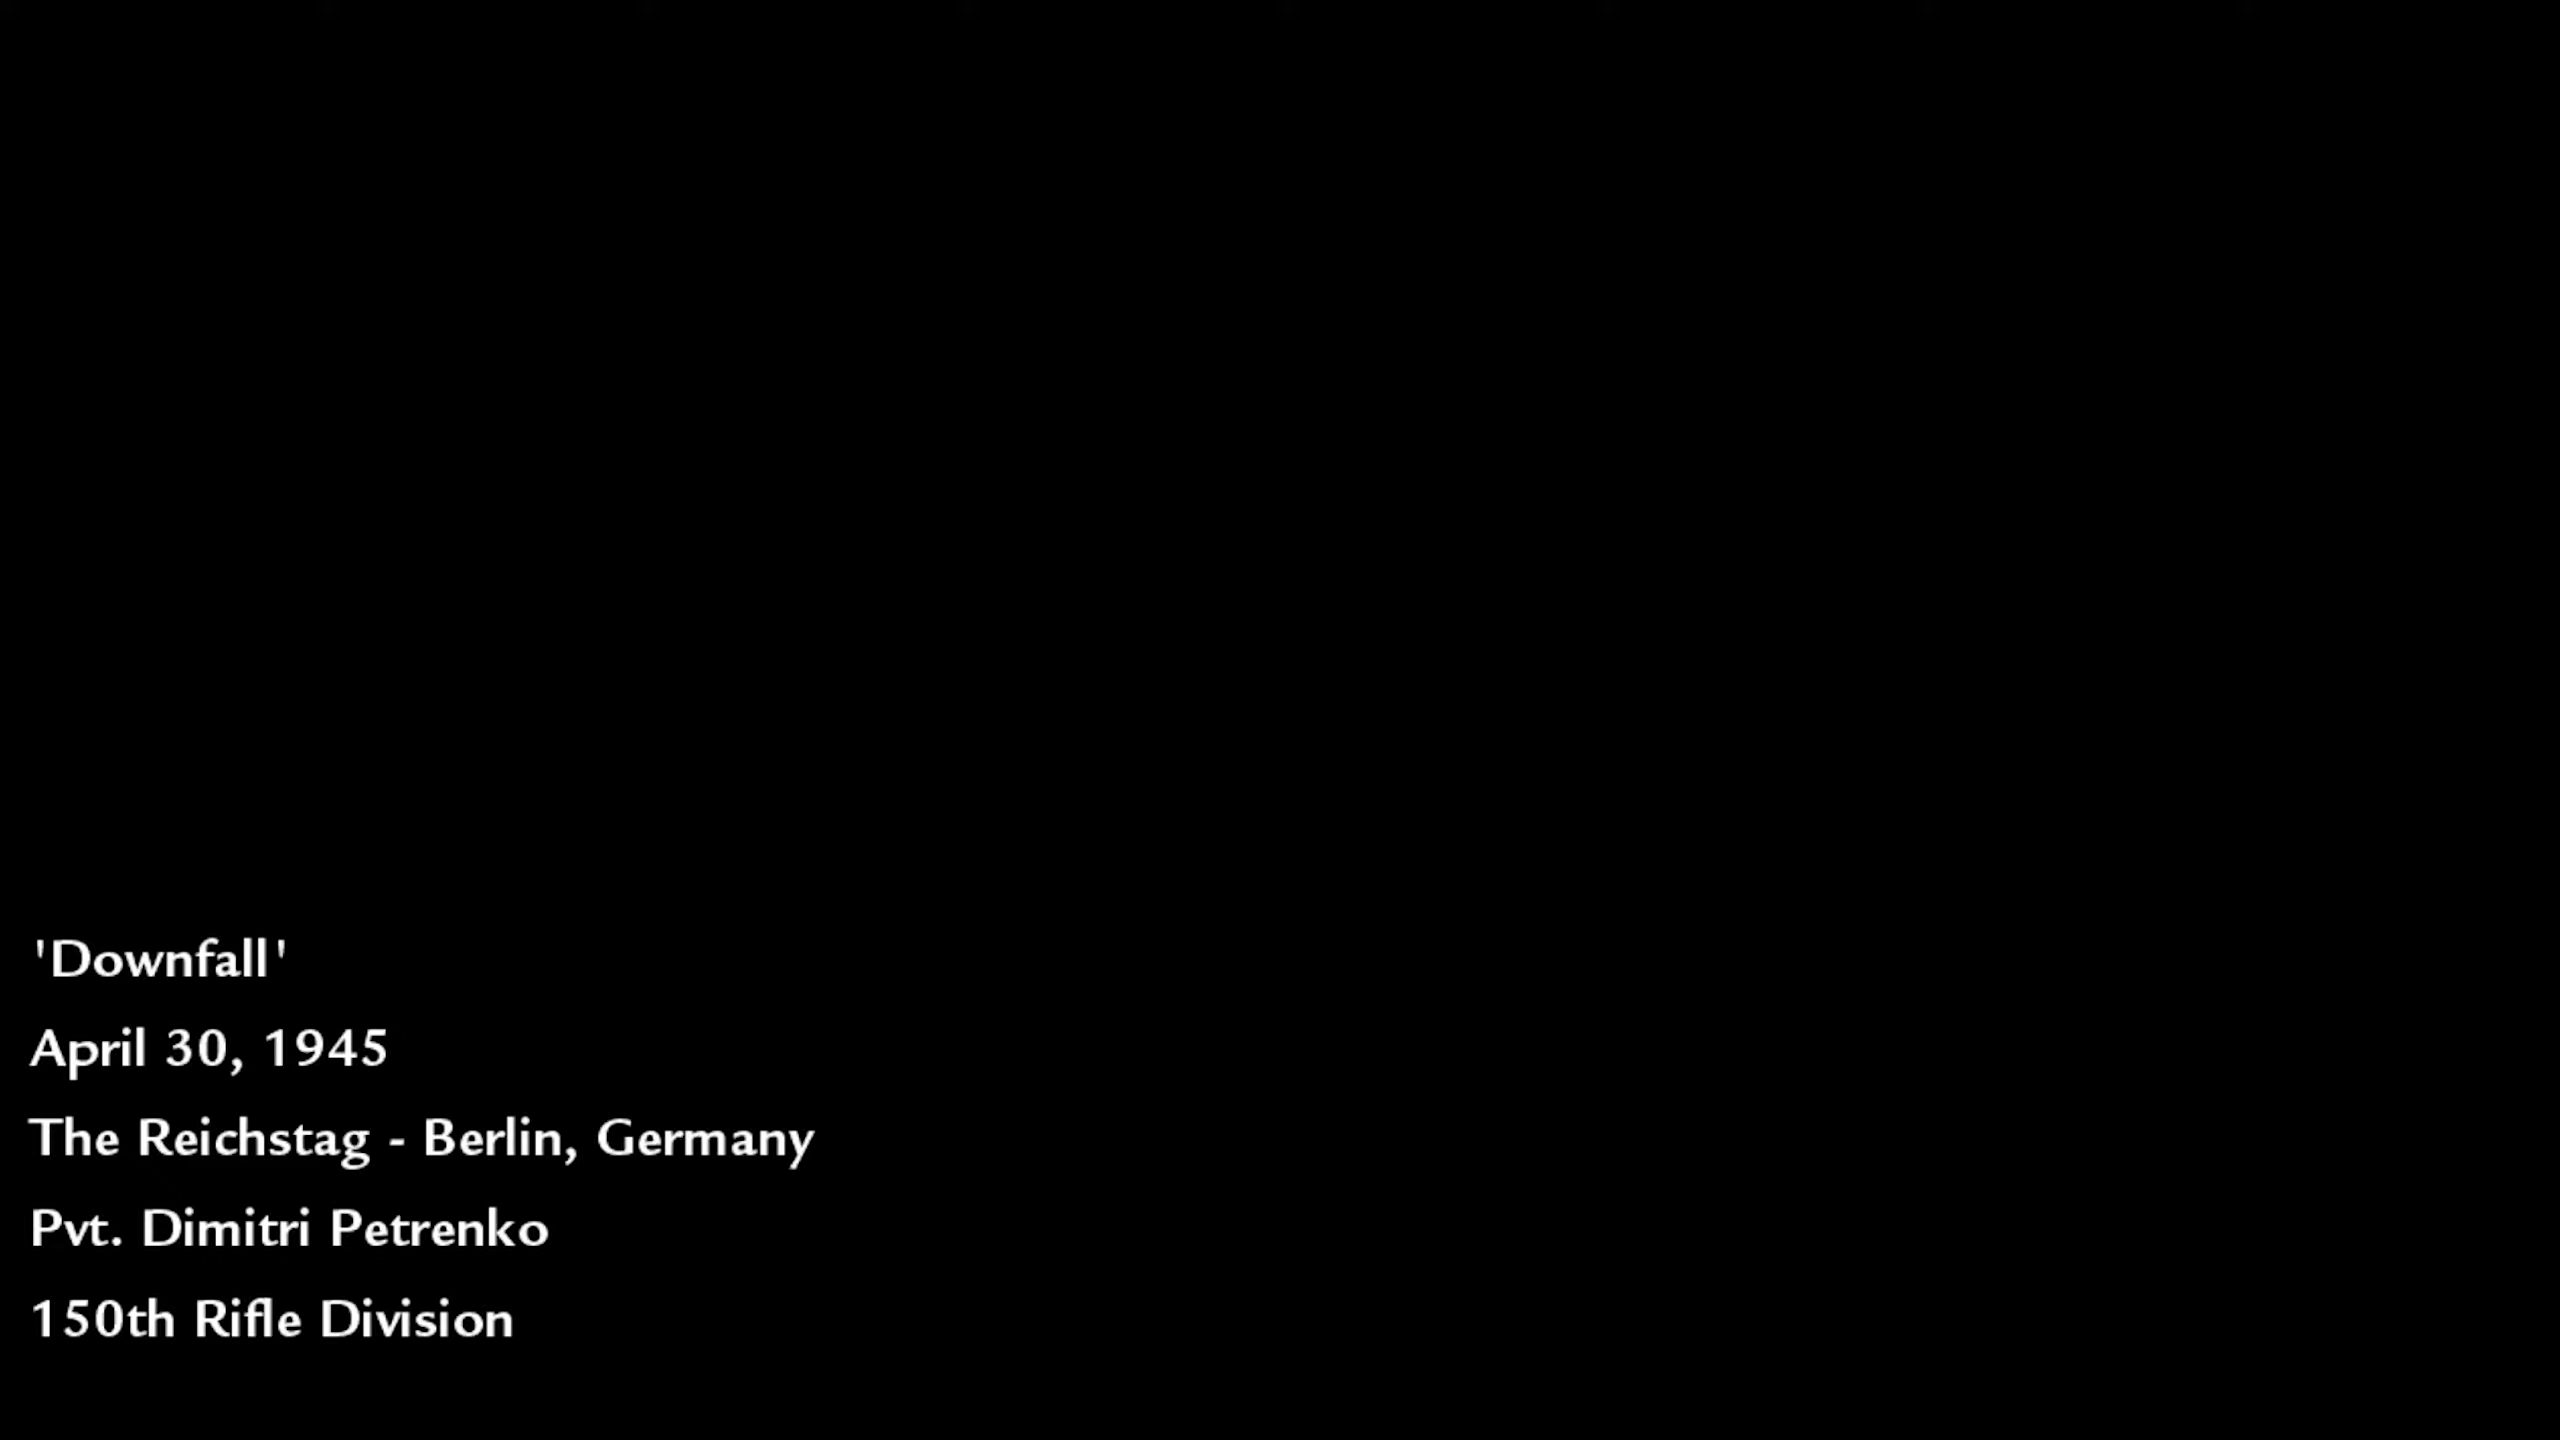 'Downfall'
April 30, 1945
The Reichstag - Berlin, Germany
Pvt. Dimitri Petrenko
150th Rifle Division